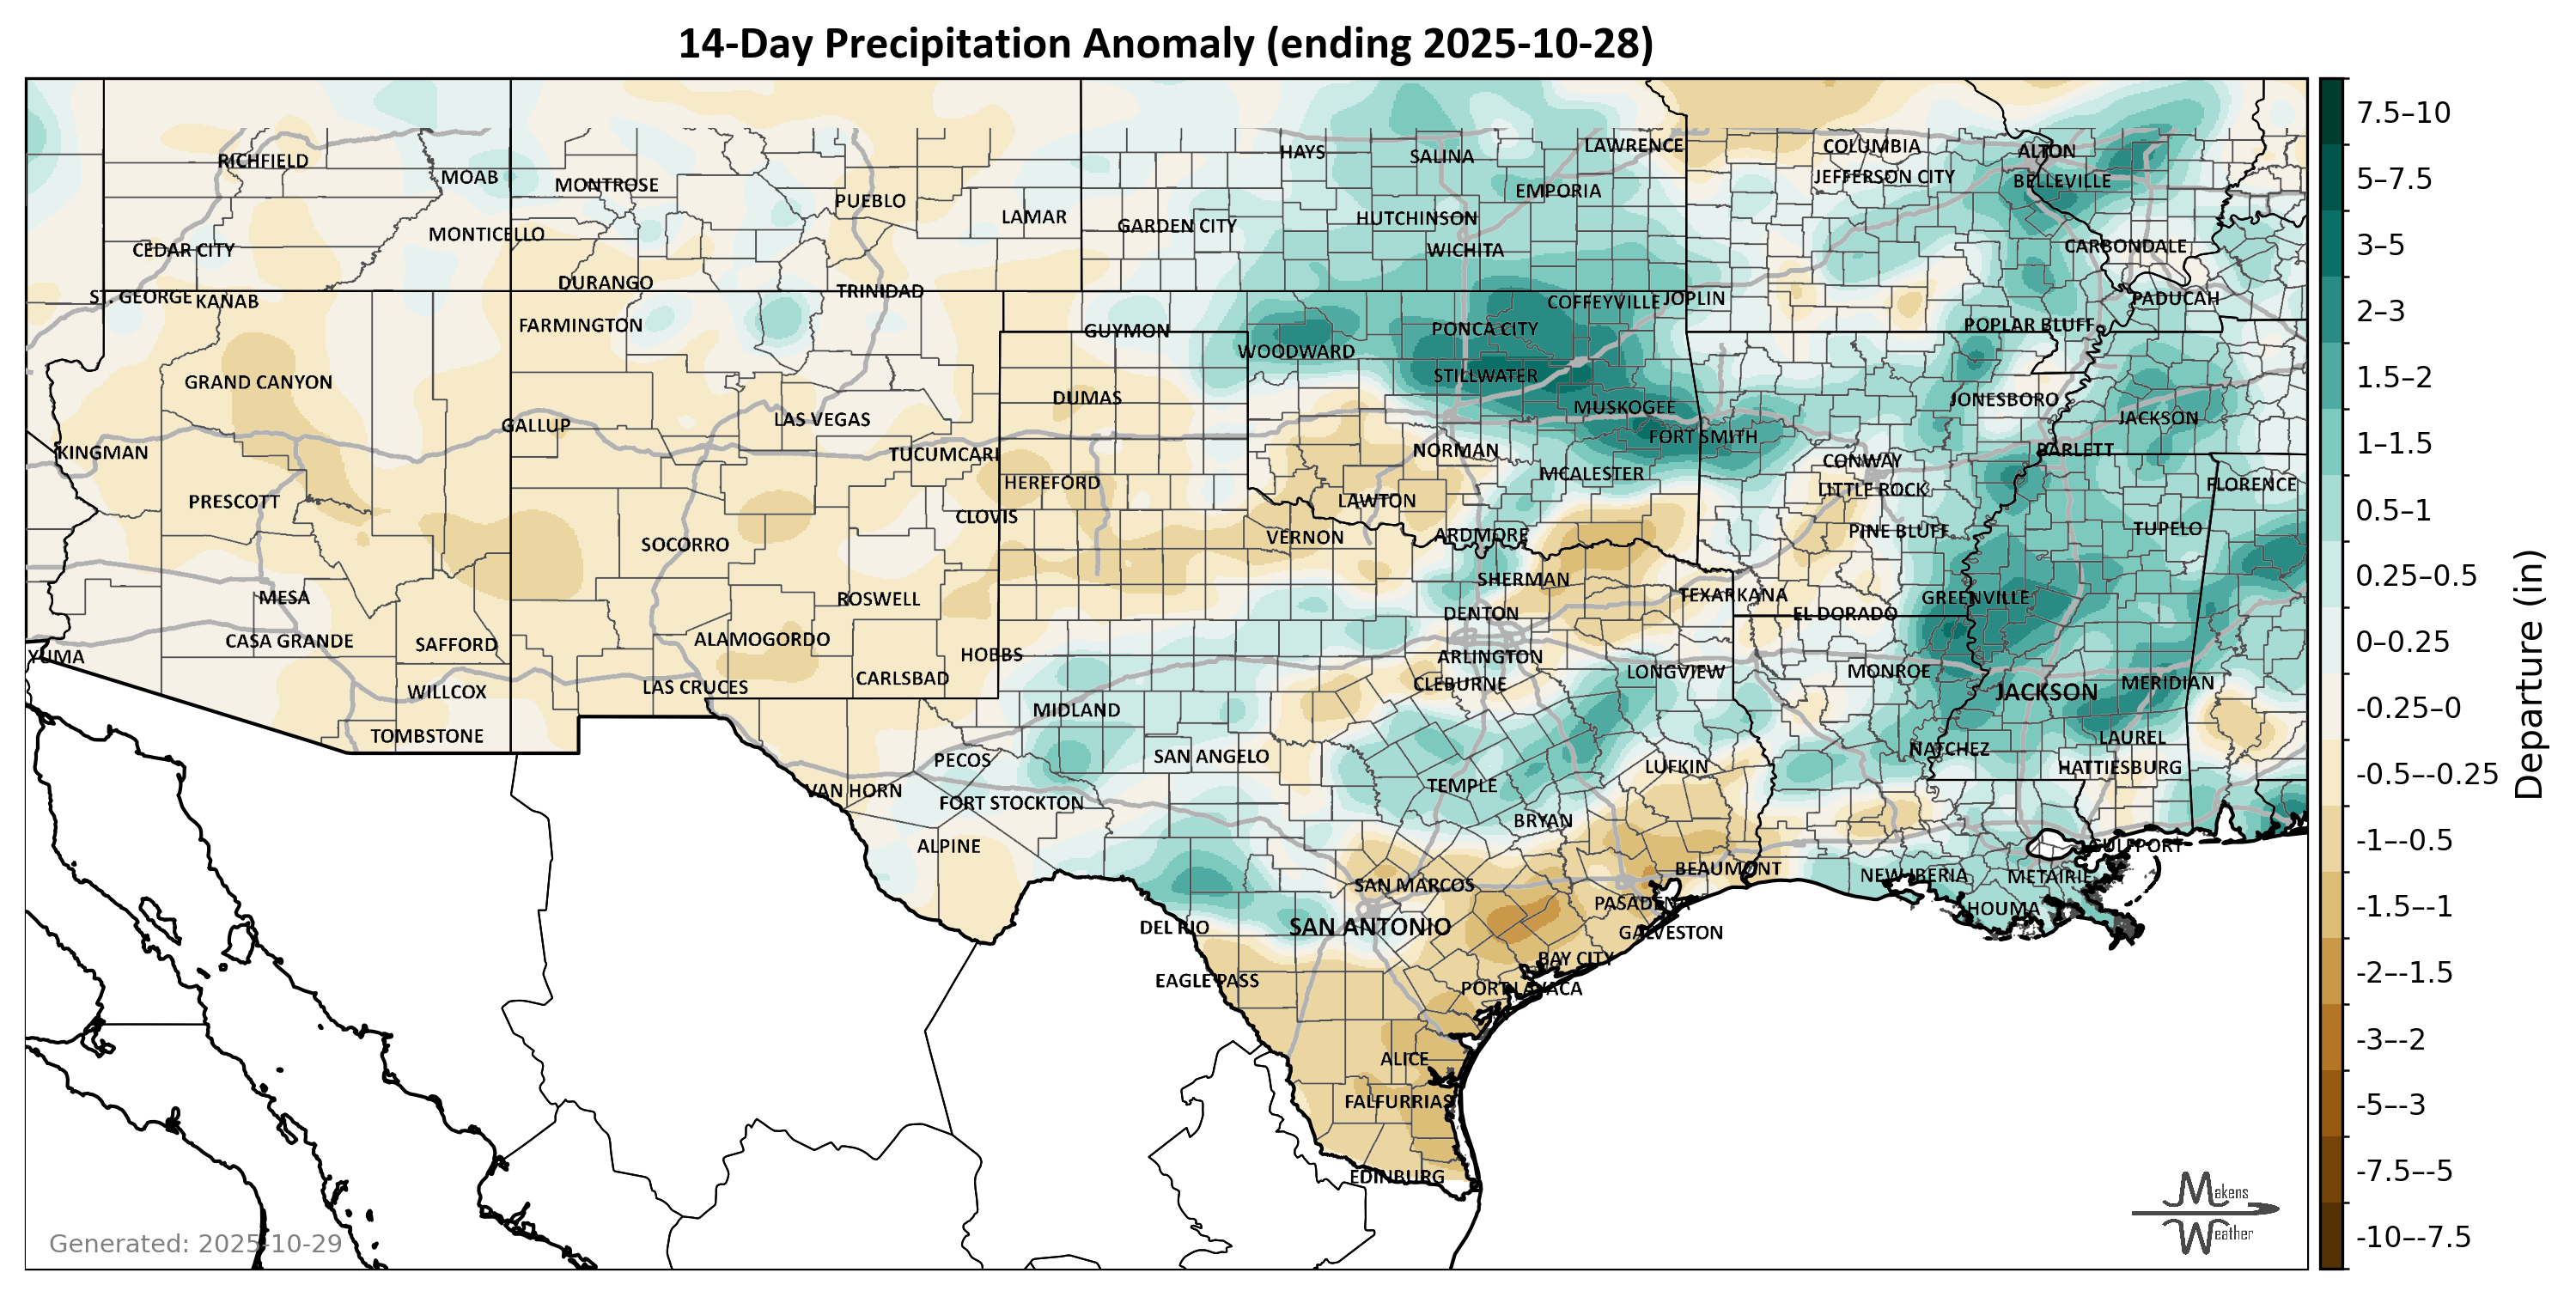 14-Day Precipitation Anomaly (ending 2025-10-28)
HAYS
SALINA
LAWRENCE
COLUMBIA
ALTON
RICHFIELD
MOAB
MONTROSE
EMPORIA
JEFFERSON CITY
BELLEVILLE
PUEBLO
LAMAR
GARDEN CITY
HUTCHINSON
MONTICELLO
CEDAR CITY
WICHITA
CARBONDALE
DURANGO
TRINIDAD
ST. GEORGE
KANAB
COFFEYVILLE
JOPLIN
PADUCAH
FARMINGTON
GUYMON
PONCA CITY
POPLAR BLUFF
WOODWARD
STILLWATER
GRAND CANYON
DUMAS
MUSKOGEE
JONESBORO
JACKSON
GALLUP
LAS VEGAS
FORT SMITH
KINGMAN
TUCUMCARI
NORMAN
CONWAY
BARLETT
MCALESTER
HEREFORD
LITTLE ROCK
FLORENCE
PRESCOTT
LAWTON
CLOVIS
PINE BLUFF
TUPELO
SOCORRO
VERNON
ARDMORE
SHERMAN
MESA
ROSWELL
TEXARKANA
GREENVILLE
DENTON
EL DORADO
CASA GRANDE
SAFFORD
ALAMOGORDO
YUMA
HOBBS
ARLINGTON
CARLSBAD
CLEBURNE
LONGVIEW
MONROE
WILLCOX
LAS CRUCES
JACKSON
MERIDIAN
MIDLAND
TOMBSTONE
LAUREL
PECOS
SAN ANGELO
NATCHEZ
LUFKIN
HATTIESBURG
VAN HORN
TEMPLE
FORT STOCKTON
BRYAN
ALPINE
GULFPORT
BEAUMONT
SAN MARCOS
NEW IBERIA
METAIRIE
PASADENA
HOUMA
DEL RIO
SAN ANTONIO
GALVESTON
BAY CITY
EAGLE PASS
PORT LAVACA
ALICE
FALFURRIAS
EDINBURG
Generated: 2025-10-29
Makens
Weather
7.5–10
5–7.5
3–5
2–3
1.5–2
1–1.5
0.5–1
0.25–0.5
0–0.25
-0.25–0
-0.5–-0.25
-1–-0.5
-1.5–-1
-2–-1.5
-3–-2
-5–-3
-7.5–-5
-10–-7.5
Departure (in)